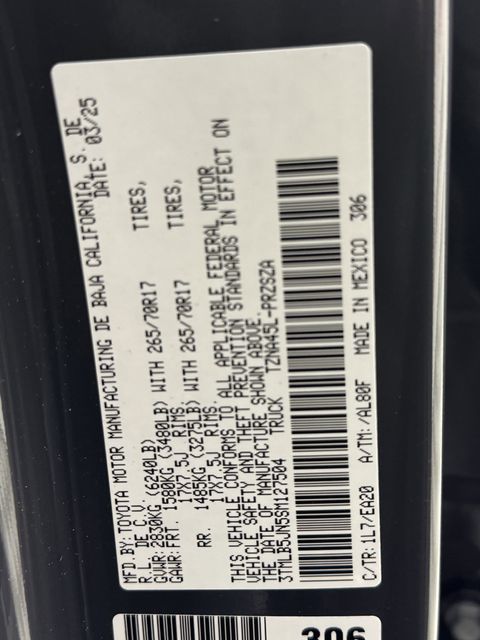 MFD.BY:TOYOTA MOTOR MANUFACTURING DE BAJA CALIFORNIA, S. DE
R.L. DE C.V. DATE: 03/25
GVWR:2830KG (6240LB)
GAWR:FRT. 1580KG (3480LB) WITH 265/70R17 TIRES,
17X7.5J RIMS
RR. 1485KG (3275LB) WITH 265/70R17 TIRES,
17X7.5J RIMS.
THIS VEHICLE CONFORMS TO ALL APPLICABLE FEDERAL MOTOR
VEHICLE SAFETY AND THEFT PREVENTION STANDARDS IN EFFECT ON
THE DATE OF MANUFACTURE SHOWN ABOVE.
3TMLB5JN5SM127504 TRUCK TZNA45L-PRZSZA
C/TR:1L7/EA20 A/TM:/AL80F MADE IN MEXICO 306
306